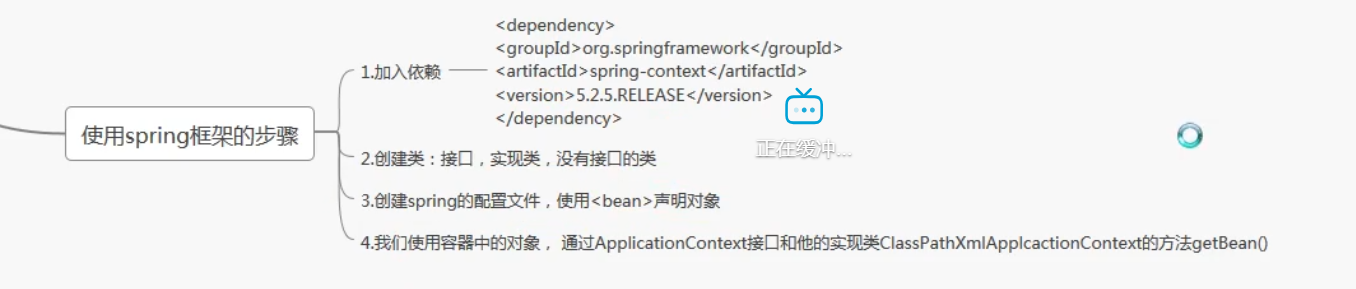 使用spring框架的步骤
1.加入依赖
<dependency>
<groupId>org.springframework</groupId>
<artifactId>spring-context</artifactId>
<version>5.2.5.RELEASE</version>
</dependency>
正在缓冲...
2.创建类：接口，实现类，没有接口的类
3.创建spring的配置文件，使用<bean>声明对象
4.我们使用容器中的对象， 通过ApplicationContext接口和他的实现类ClassPathXmlApplcactionContext的方法getBean()